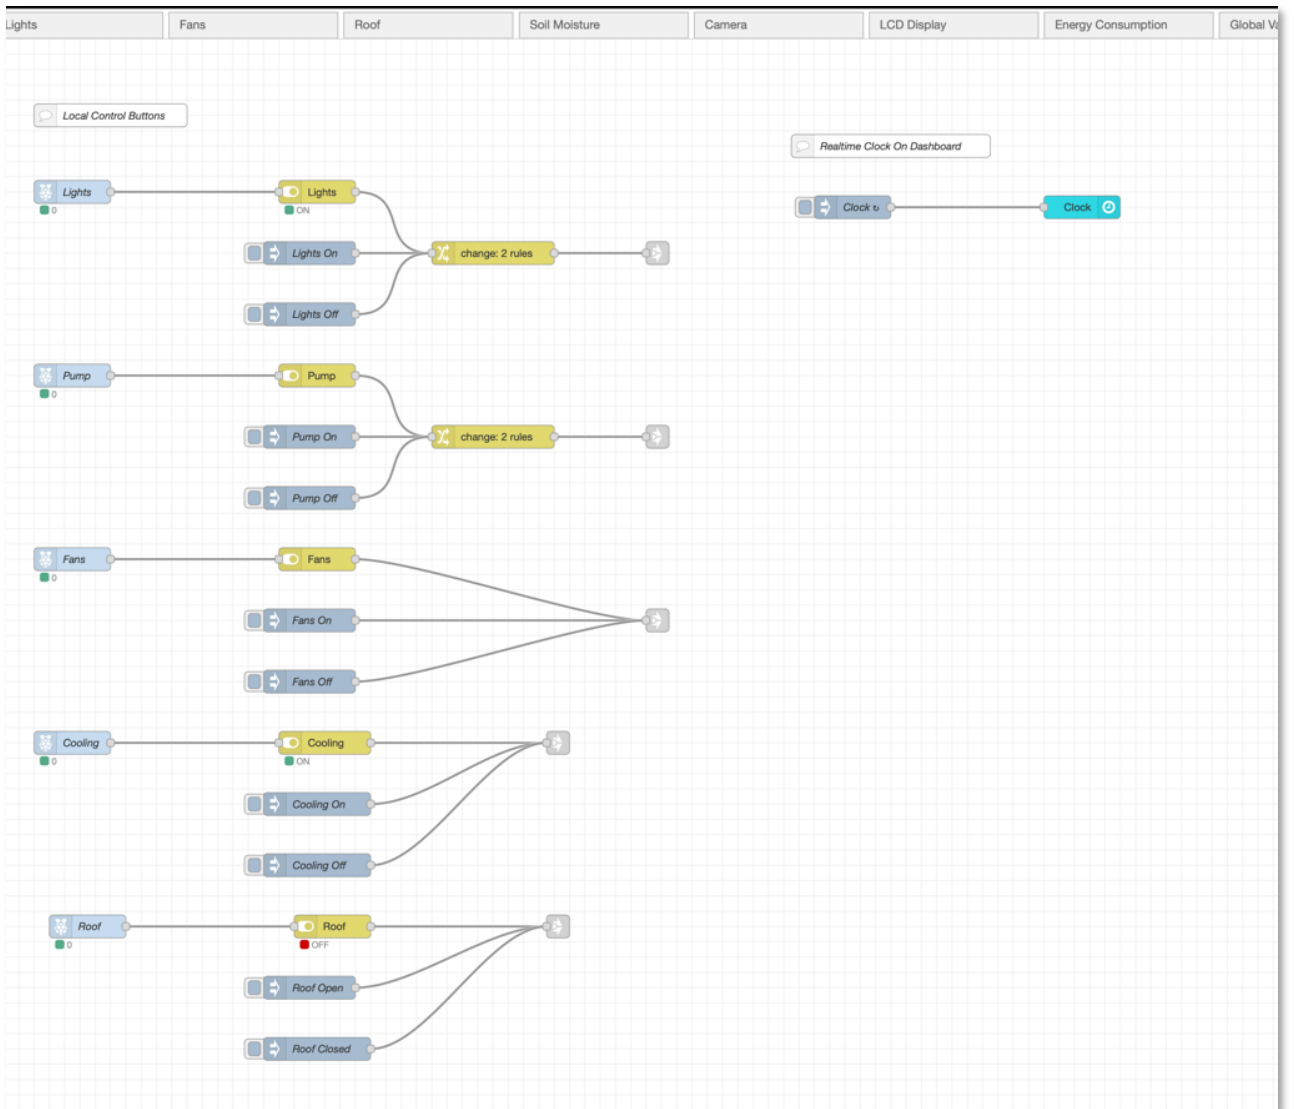 Lights
Fans
Roof
Soil Moisture
Camera
LCD Display
Energy Consumption
Global Va
Local Control Buttons
Realtime Clock On Dashboard
Lights
0
Lights
ON
Clock ↻
Clock
Lights On
change: 2 rules
Lights Off
Pump
0
Pump
Pump On
change: 2 rules
Pump Off
Fans
0
Fans
Fans On
Fans Off
Cooling
0
Cooling
ON
Cooling On
Cooling Off
Roof
0
Roof
OFF
Roof Open
Roof Closed